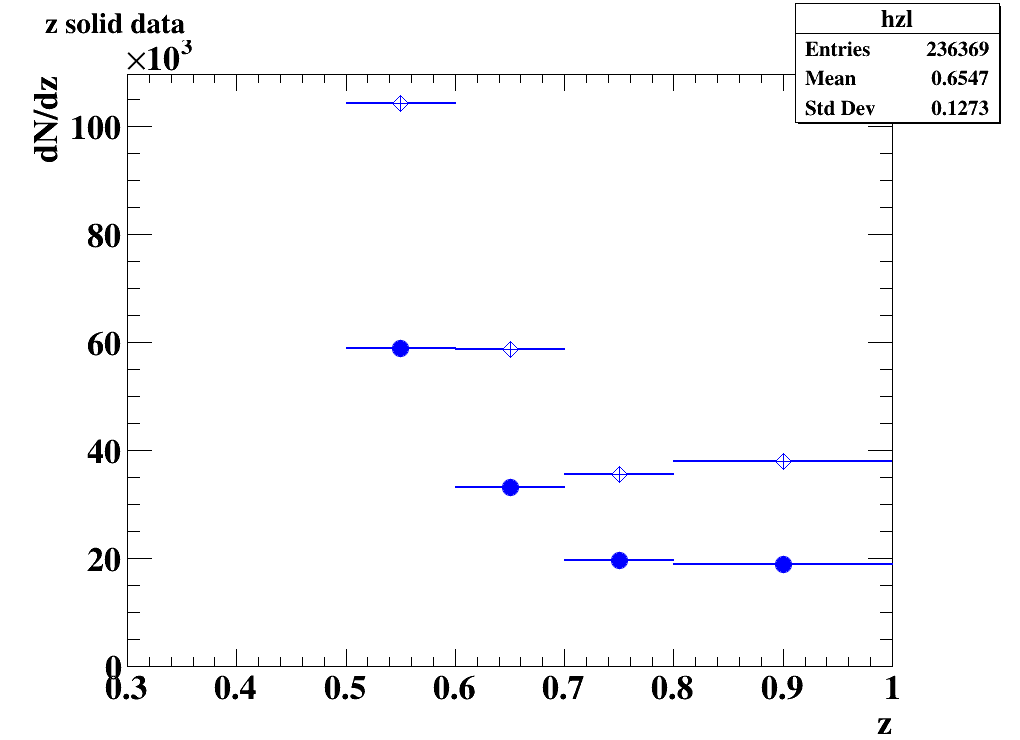 z solid data
×10³
hzl
Entries 236369
Mean 0.6547
Std Dev 0.1273
dN/dz
100
80
60
40
20
0
0.3 0.4 0.5 0.6 0.7 0.8 0.9 1
z